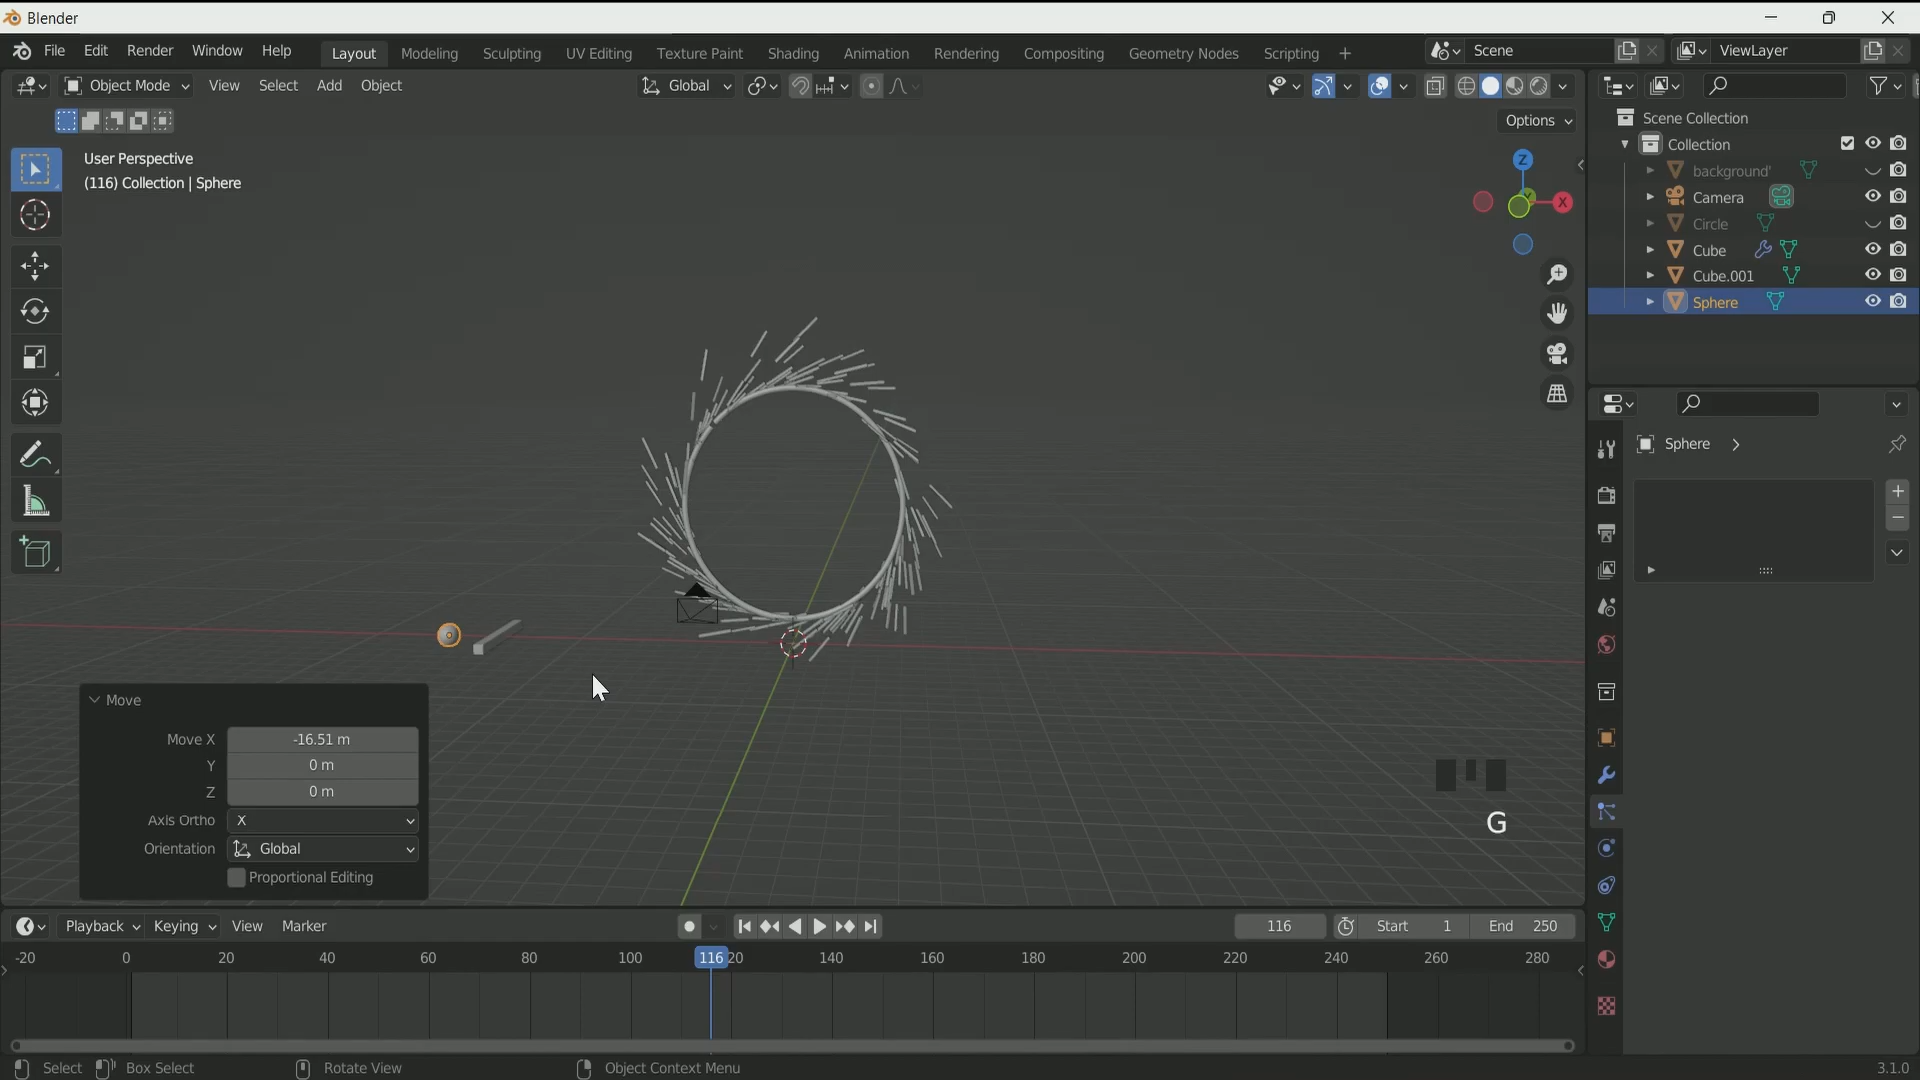 Blender
File Edit Render Window Help Layout Modeling Sculpting UV Editing Texture Paint Shading Animation Rendering Compositing Geometry Nodes Scripting + Scene ViewLayer
Object Mode View Select Add Object Global
Options
User Perspective
(116) Collection | Sphere
Z
X
Scene Collection
Collection
background'
Camera
Circle
Cube
Cube.001
Sphere
Sphere
Move
Move X -16.51 m
Y 0 m
Z 0 m
Axis Ortho X
Orientation Global
Proportional Editing
G
Playback Keying View Marker 116 Start 1 End 250
-20 0 20 40 60 80 100 116 20 140 160 180 200 220 240 260 280
Select Box Select Rotate View Object Context Menu 3.1.0